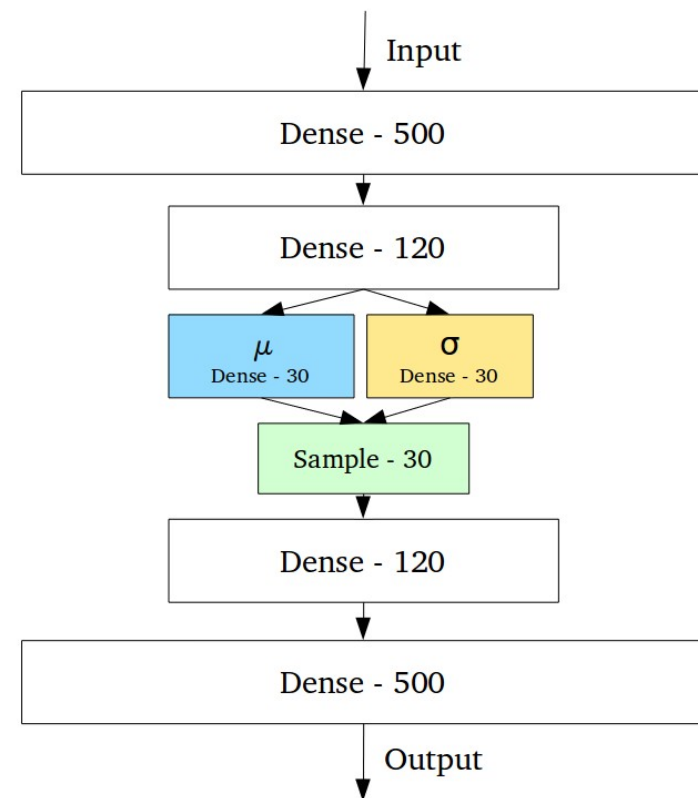 Input
Dense - 500
Dense - 120
μ
Dense - 30
σ
Dense - 30
Sample - 30
Dense - 120
Dense - 500
Output